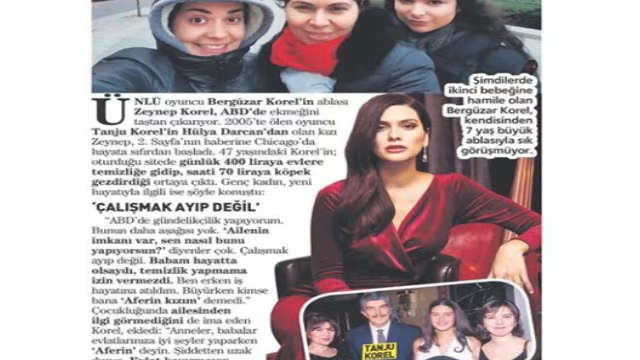 ÜNLÜ oyuncu Bergüzar Korel'in ablası
Zeynep Korel, ABD'de ekmeğini
taştan çıkarıyor. 2005'te ölen oyuncu
Tanju Korel'in Hülya Darcan'dan olan kızı
Zeynep, 2. Sayfa'nın haberine Chicago'da
hayata sıfırdan başladı. 47 yaşındaki Korel'in;
oturduğu sitede günlük 400 liraya evlere
temizliğe gidip, saati 70 liraya köpek
gezdirdiği ortaya çıktı. Genç kadın, yeni
hayatıyla ilgili ise şöyle konuştu:
'ÇALIŞMAK AYIP DEĞİL'
"ABD'de gündelikçilik yapıyorum.
Bunun daha aşağısı yok. 'Ailenin
imkanı var, sen nasıl bunu
yapıyorsun?' diyenler çok. Çalışmak
ayıp değil. Babam hayatta
olsaydı, temizlik yapmama
izin vermezdi. Ben erken iş
hayatına atıldım. Büyürken kimse
bana 'Aferin kızım' demedi."
Çocukluğunda ailesinden
ilgi görmediğini de ima eden
Korel, ekledi: "Anneler, babalar
evlatlarınıza iyi şeyler yaparken
'Aferin' deyin. Şiddetten uzak
Şimdilerde
ikinci bebeğine
hamile olan
Bergüzar Korel,
kendisinden
7 yaş büyük
ablasıyla sık
görüşmüyor.
TANJU
KOREL